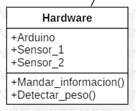 Hardware
+Arduino
+Sensor_1
+Sensor_2
+Mandar_informacion()
+Detectar_peso()